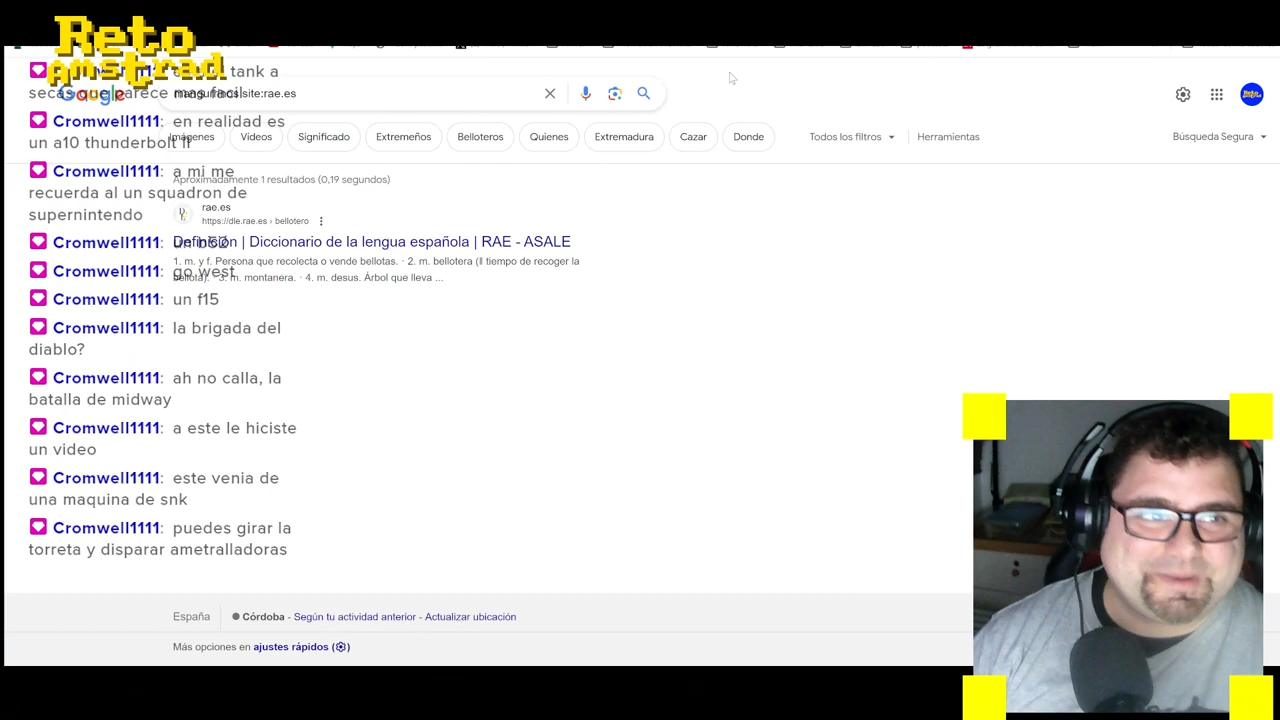 Reto
Amstrad
tank a
secas que parece mas facil
Cromwell1111: en realidad es
un a10 thunderbolt II
Cromwell1111: a mi me
recuerda al un squadron de
supernintendo
Cromwell1111: un b52
Cromwell1111: go west
Cromwell1111: un f15
Cromwell1111: la brigada del
diablo?
Cromwell1111: ah no calla, la
batalla de midway
Cromwell1111: a este le hiciste
un video
Cromwell1111: este venia de
una maquina de snk
Cromwell1111: puedes girar la
torreta y disparar ametralladoras
Google
site:rae.es
Imágenes Vídeos Significado Extremeños Belloteros Quienes Extremadura Cazar Donde Todos los filtros Herramientas Búsqueda Segura
Aproximadamente 1 resultados (0,19 segundos)
rae.es
https://dle.rae.es › bellotero
Definición | Diccionario de la lengua española | RAE - ASALE
1. m. y f. Persona que recolecta o vende bellotas. · 2. m. bellotera (‖ tiempo de recoger la
bellota). · 3. m. montanera. · 4. m. desus. Árbol que lleva ...
España Córdoba - Según tu actividad anterior - Actualizar ubicación
Más opciones en ajustes rápidos